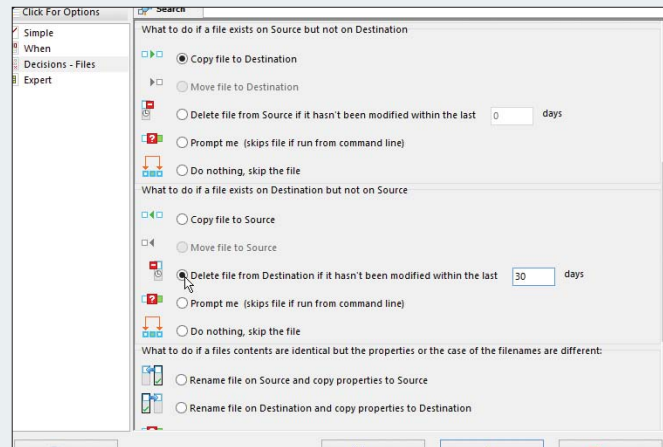 Click For Options
Search
Simple
When
Decisions - Files
Expert
What to do if a file exists on Source but not on Destination
Copy file to Destination
Move file to Destination
Delete file from Source if it hasn't been modified within the last 0 days
Prompt me (skips file if run from command line)
Do nothing, skip the file
What to do if a file exists on Destination but not on Source
Copy file to Source
Move file to Source
Delete file from Destination if it hasn't been modified within the last 30 days
Prompt me (skips file if run from command line)
Do nothing, skip the file
What to do if a files contents are identical but the properties or the case of the filenames are different:
Rename file on Source and copy properties to Source
Rename file on Destination and copy properties to Destination